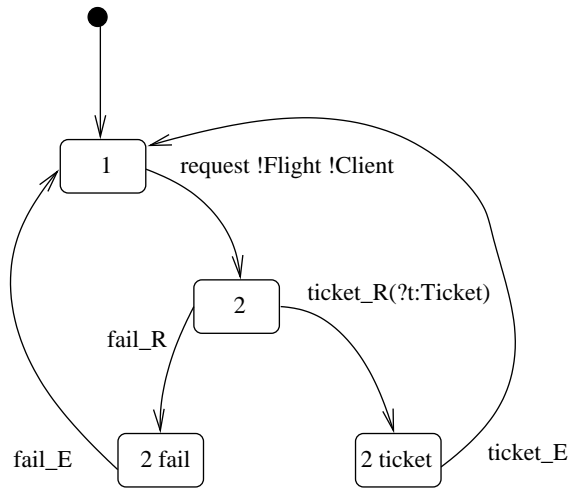 1
request !Flight !Client
2
ticket_R(?t:Ticket)
fail_R
fail_E
2 fail
2 ticket
ticket_E